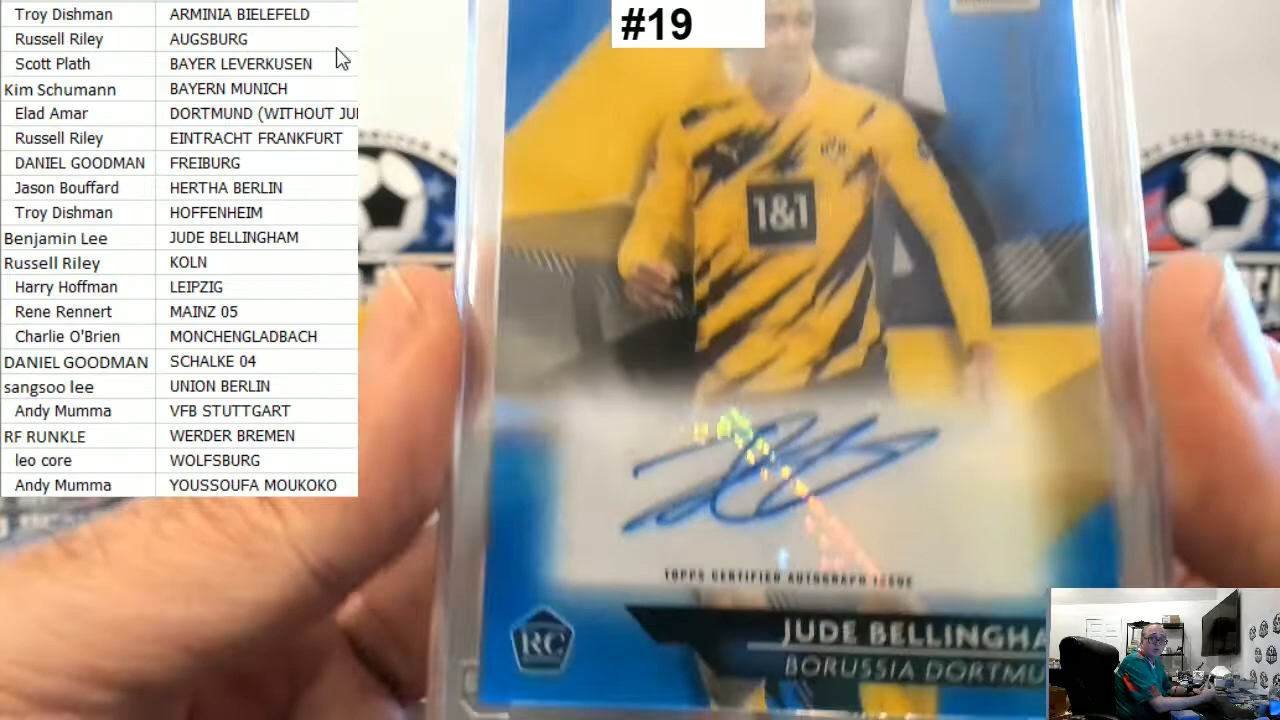 #19
Troy Dishman ARMINIA BIELEFELD
Russell Riley AUGSBURG
Scott Plath BAYER LEVERKUSEN
Kim Schumann BAYERN MUNICH
Elad Amar DORTMUND (WITHOUT JU
Russell Riley EINTRACHT FRANKFURT
DANIEL GOODMAN FREIBURG
Jason Bouffard HERTHA BERLIN
Troy Dishman HOFFENHEIM
Benjamin Lee JUDE BELLINGHAM
Russell Riley KOLN
Harry Hoffman LEIPZIG
Rene Rennert MAINZ 05
Charlie O'Brien MONCHENGLADBACH
DANIEL GOODMAN SCHALKE 04
sangsoo lee UNION BERLIN
Andy Mumma VFB STUTTGART
RF RUNKLE WERDER BREMEN
leo core WOLFSBURG
Andy Mumma YOUSSOUFA MOUKOKO
1&1
TOPPS CERTIFIED AUTOGRAPH ISSUE
RC
JUDE BELLINGHA
BORUSSIA DORTMU